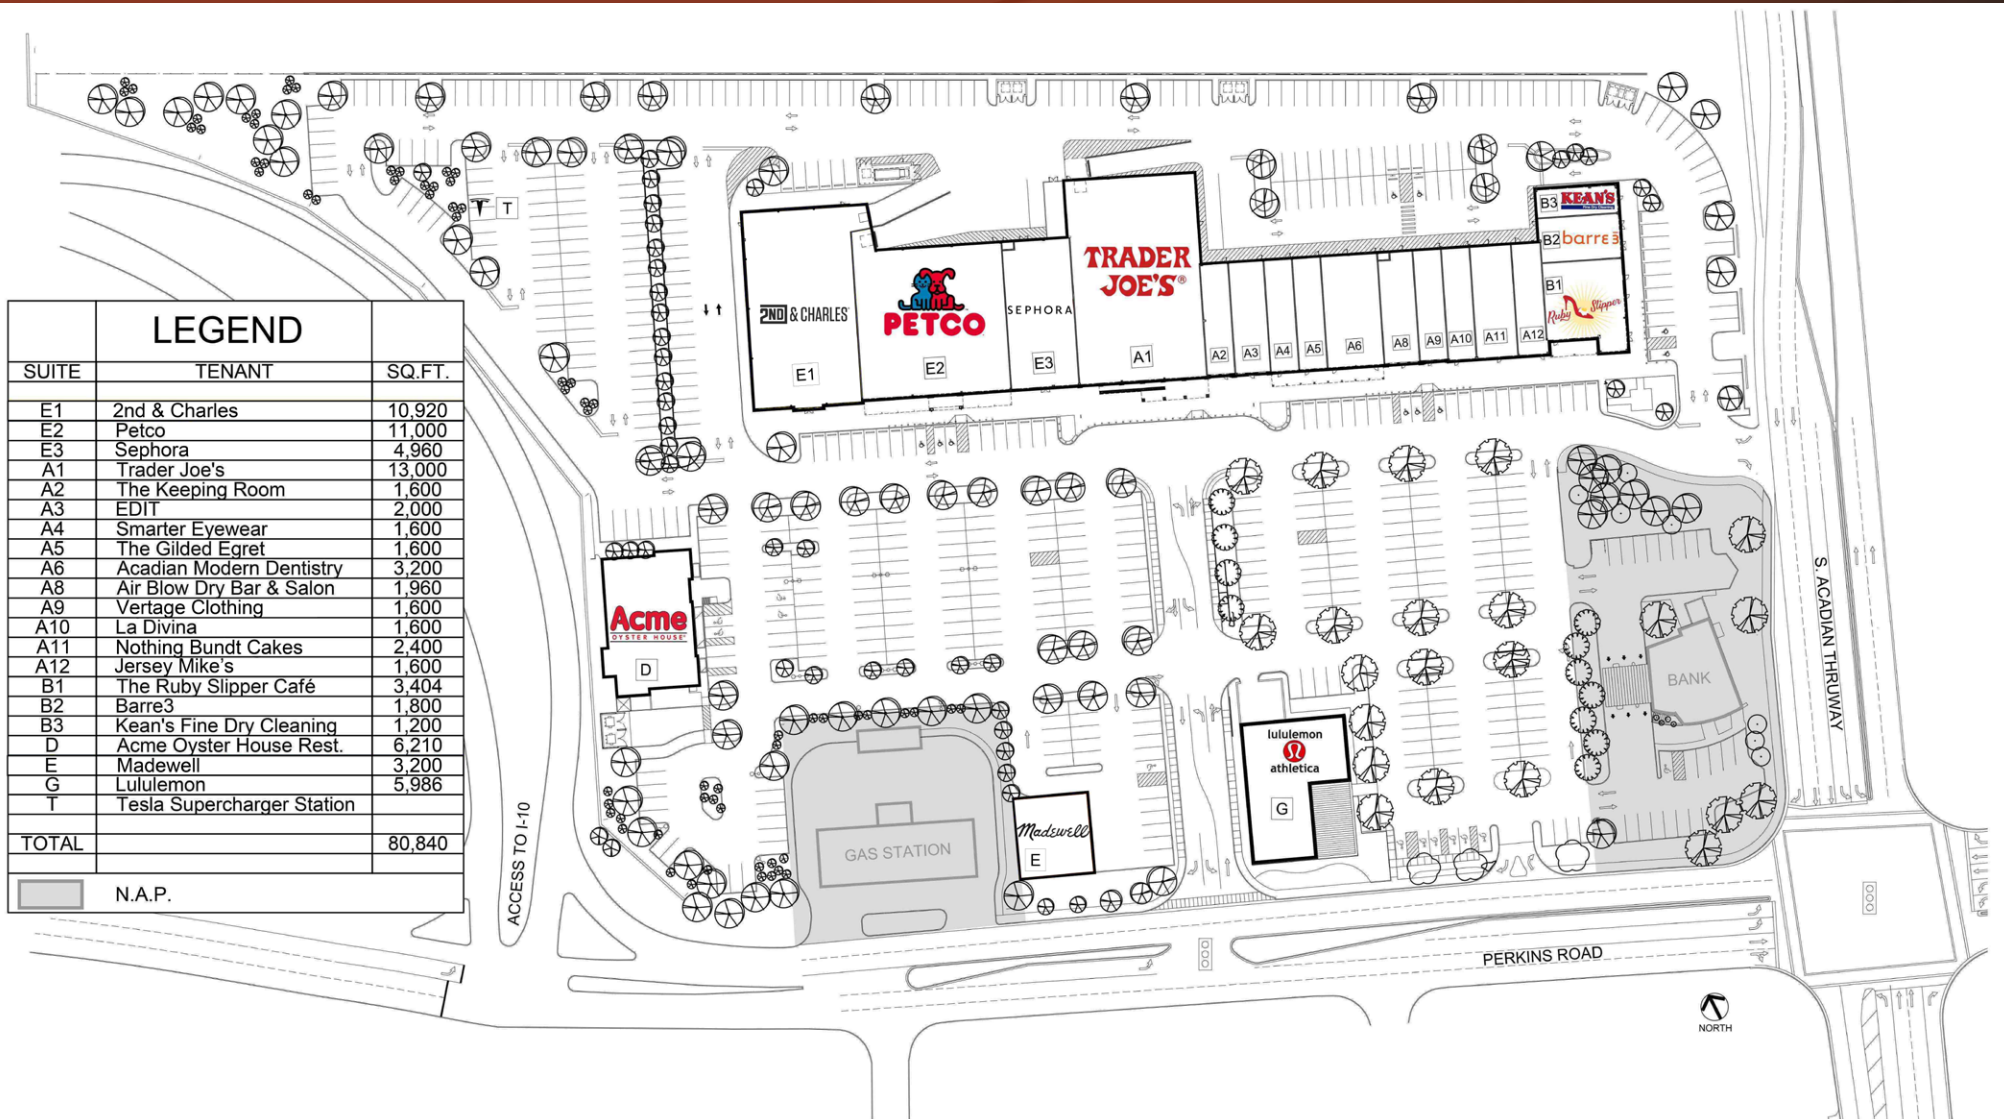 LEGEND
SUITE TENANT SQ.FT.
E1 2nd & Charles 10,920
E2 Petco 11,000
E3 Sephora 4,960
A1 Trader Joe's 13,000
A2 The Keeping Room 1,600
A3 EDIT 2,000
A4 Smarter Eyewear 1,600
A5 The Gilded Egret 1,600
A6 Acadian Modern Dentistry 3,200
A8 Air Blow Dry Bar & Salon 1,960
A9 Vertage Clothing 1,600
A10 La Divina 1,600
A11 Nothing Bundt Cakes 2,400
A12 Jersey Mike's 1,600
B1 The Ruby Slipper Café 3,404
B2 Barre3 1,800
B3 Kean's Fine Dry Cleaning 1,200
D Acme Oyster House Rest. 6,210
E Madewell 3,200
G Lululemon 5,986
T Tesla Supercharger Station
TOTAL 80,840
N.A.P.
T
2ND & CHARLES
E1
PETCO
E2
SEPHORA
E3
TRADER
JOE'S®
A1
A2
A3
A4
A5
A6
A8
A9
A10
A11
A12
B3 KEAN'S
Fine Dry Cleaning
B2 barre3
B1
Ruby Slipper
Acme
OYSTER HOUSE
D
GAS STATION
Madewell
E
lululemon
athletica
G
BANK
S. ACADIAN THRUWAY
ACCESS TO I-10
PERKINS ROAD
NORTH